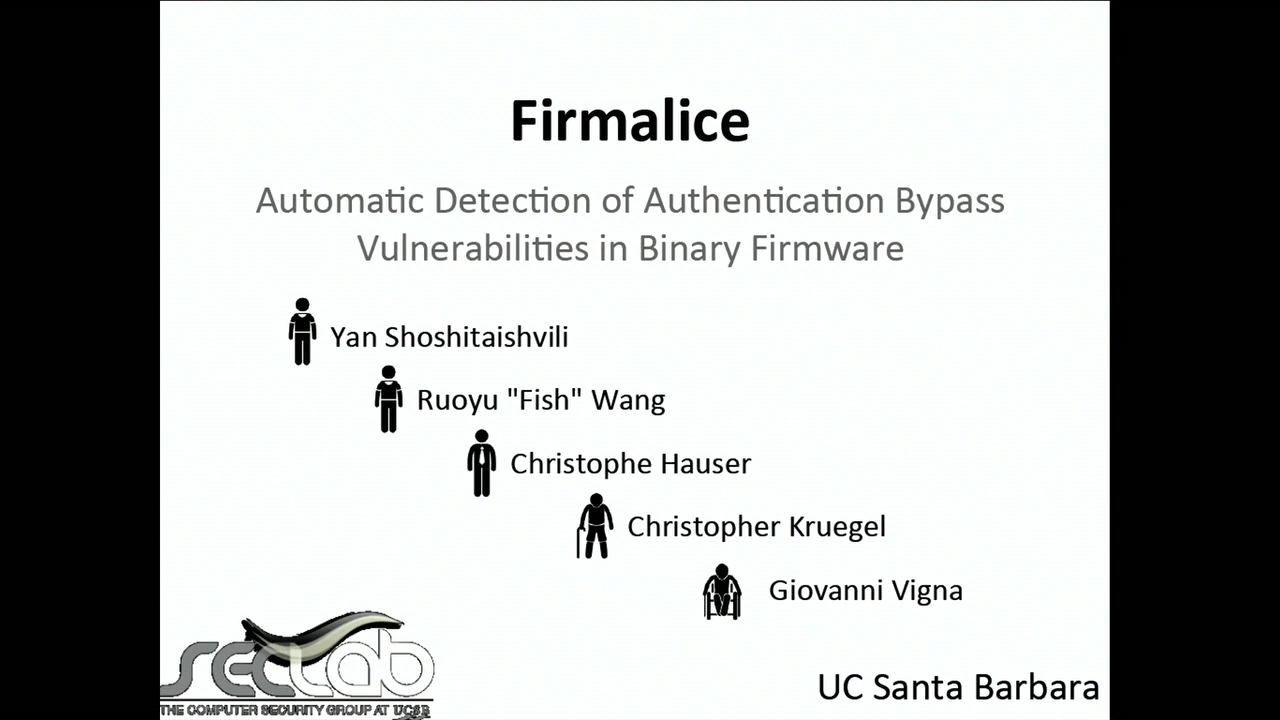 Firmalice
Automatic Detection of Authentication Bypass
Vulnerabilities in Binary Firmware
Yan Shoshitaishvili
Ruoyu "Fish" Wang
Christophe Hauser
Christopher Kruegel
Giovanni Vigna
seclab
THE COMPUTER SECURITY GROUP AT UCSB
UC Santa Barbara